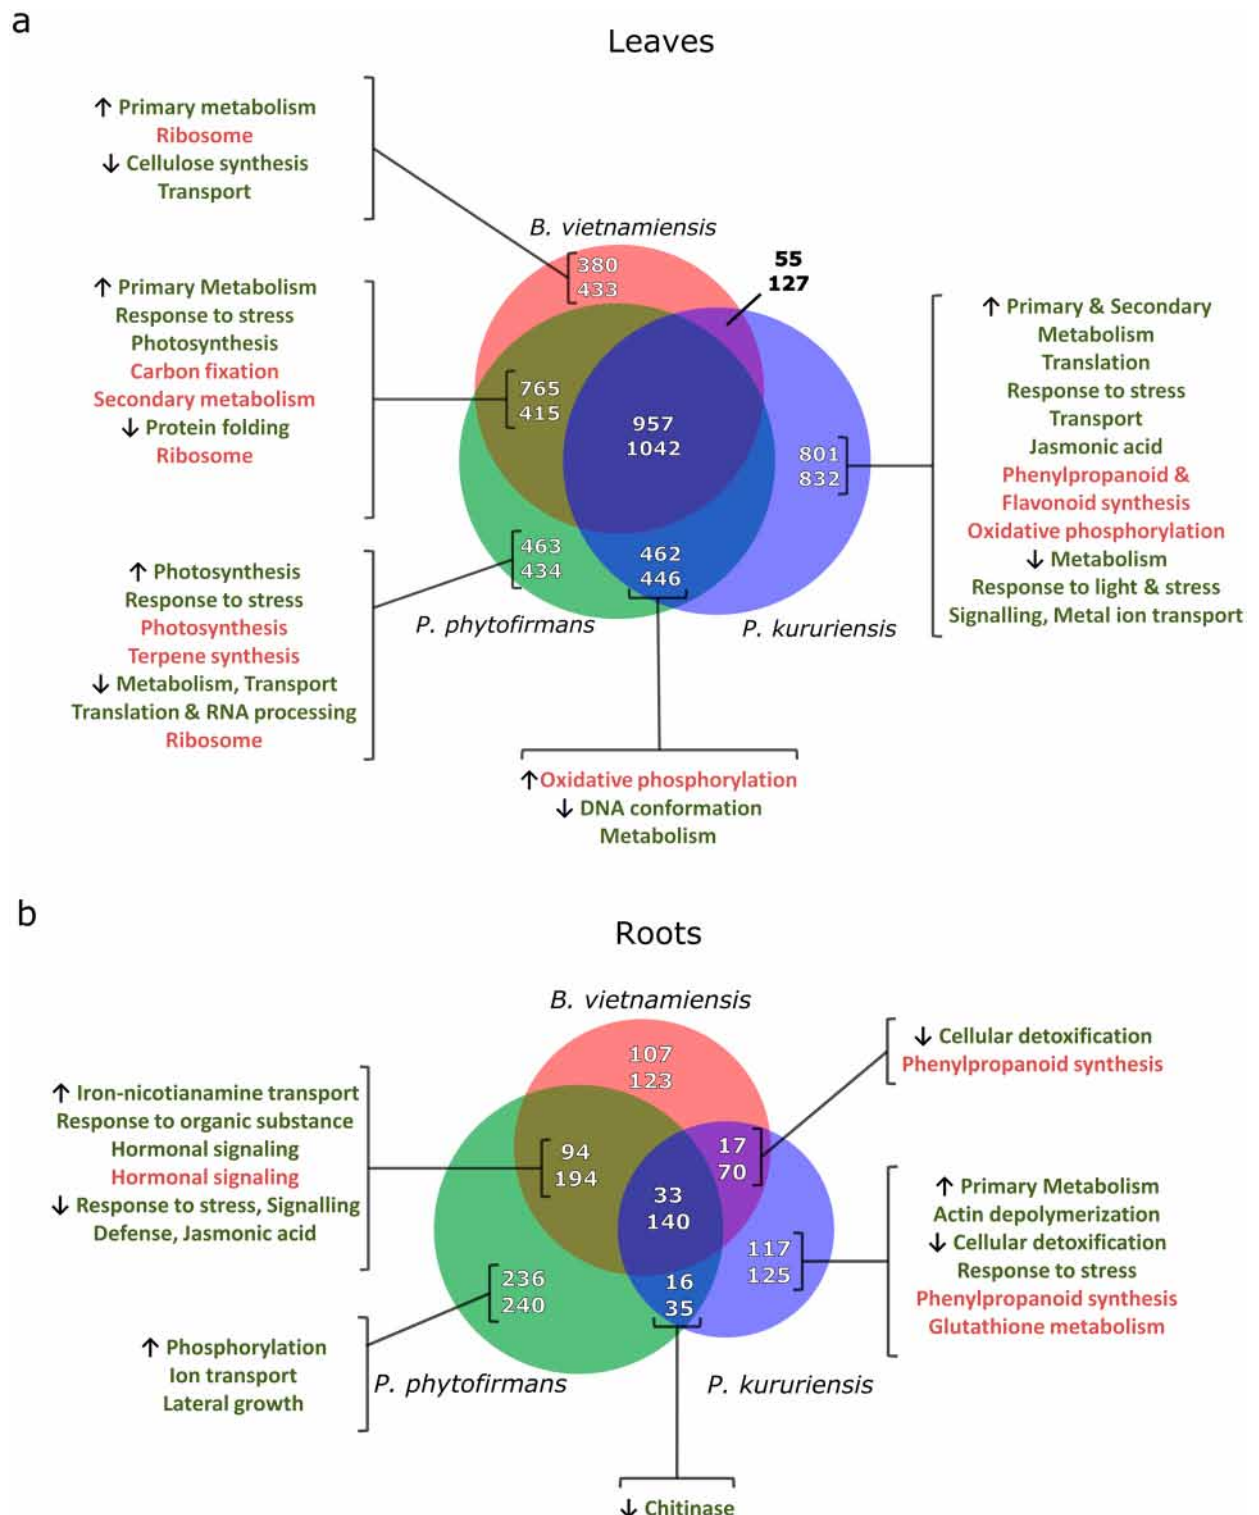 a
Leaves
↑ Primary metabolism
Ribosome
↓ Cellulose synthesis
Transport
B. vietnamiensis
380
433
55
127
↑ Primary Metabolism
Response to stress
Photosynthesis
Carbon fixation
Secondary metabolism
↓ Protein folding
Ribosome
765
415
957
1042
801
832
↑ Primary & Secondary
Metabolism
Translation
Response to stress
Transport
Jasmonic acid
Phenylpropanoid &
Flavonoid synthesis
Oxidative phosphorylation
↓ Metabolism
Response to light & stress
Signalling, Metal ion transport
463
434
462
446
P. phytofirmans
P. kururiensis
↑ Photosynthesis
Response to stress
Photosynthesis
Terpene synthesis
↓ Metabolism, Transport
Translation & RNA processing
Ribosome
↑Oxidative phosphorylation
↓ DNA conformation
Metabolism
b
Roots
B. vietnamiensis
107
123
↓ Cellular detoxification
Phenylpropanoid synthesis
↑ Iron-nicotianamine transport
Response to organic substance
Hormonal signaling
Hormonal signaling
↓ Response to stress, Signalling
Defense, Jasmonic acid
94
194
17
70
33
140
117
125
↑ Primary Metabolism
Actin depolymerization
↓ Cellular detoxification
Response to stress
Phenylpropanoid synthesis
Glutathione metabolism
236
240
16
35
↑ Phosphorylation
Ion transport
Lateral growth
P. phytofirmans
P. kururiensis
↓ Chitinase